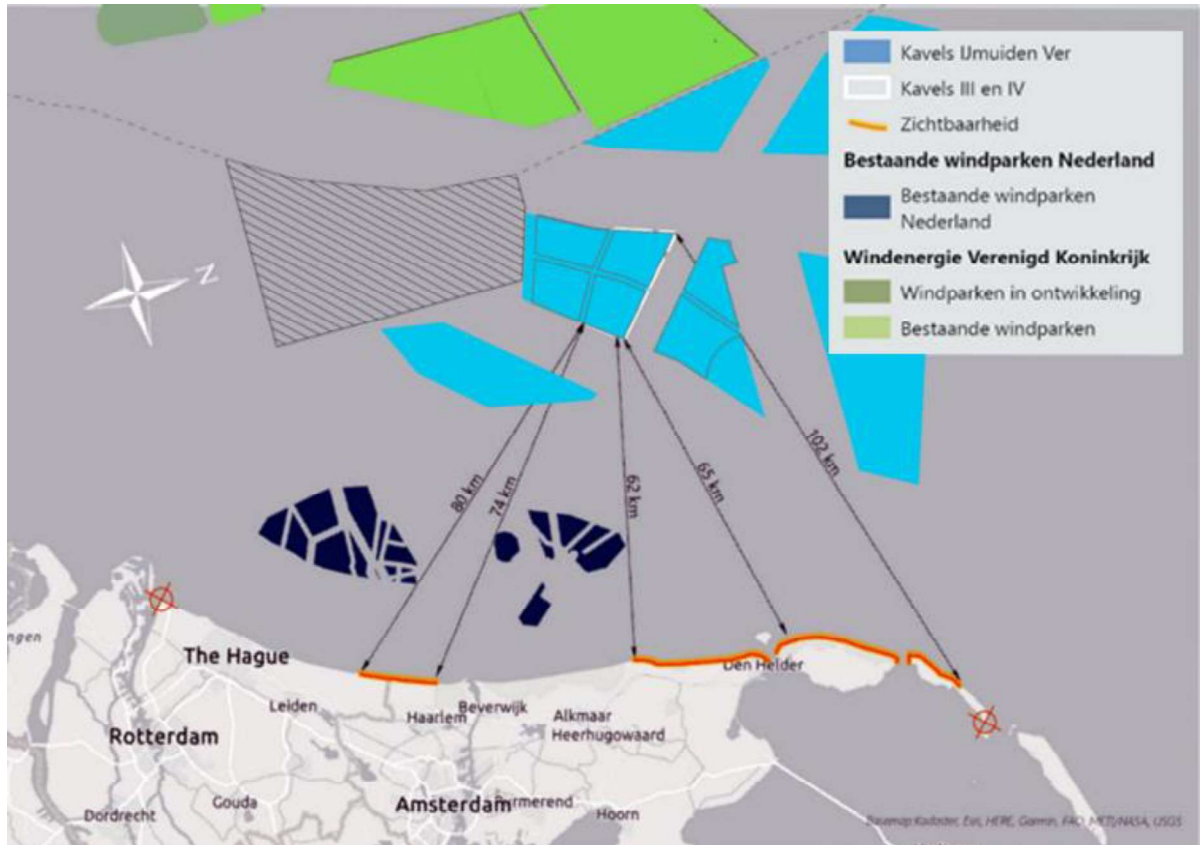 Kavels IJmuiden Ver
Kavels III en IV
Zichtbaarheid
Bestaande windparken Nederland
Bestaande windparken
Nederland
Windenergie Verenigd Koninkrijk
Windparken in ontwikkeling
Bestaande windparken
N
102 km
80 km
74 km
62 km
65 km
ngen
The Hague
Den Helder
Leiden
Haarlem
Beverwijk
Alkmaar
Heerhugowaard
Rotterdam
Gouda
Amsterdam
rmerend
Hoorn
Dordrecht
Basemap: Kadaster, Esri, HERE, Garmin, FAO, METI/NASA, USGS